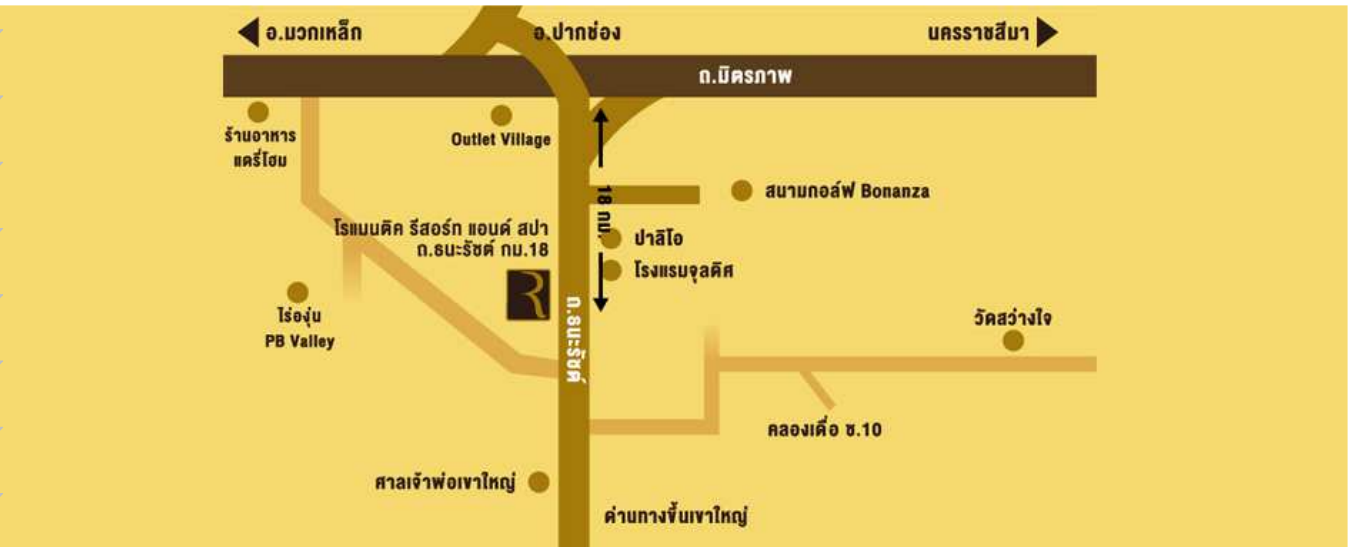 อ.มวกเหล็ก
อ.ปากช่อง
นครราชสีมา
ถ.มิตรภาพ
ร้านอาหาร
แดรี่โฮม
Outlet Village
18 กม.
สนามกอล์ฟ Bonanza
โรแมนติค รีสอร์ท แอนด์ สปา
ถ.ธนะรัชต์ กม.18
ปาลิโอ
โรงแรมจุลดิศ
R
ไร่องุ่น
PB Valley
ถ.ธนะรัชต์
วัดสว่างใจ
คลองเดื่อ ซ.10
ศาลเจ้าพ่อเขาใหญ่
ด่านทางขึ้นเขาใหญ่